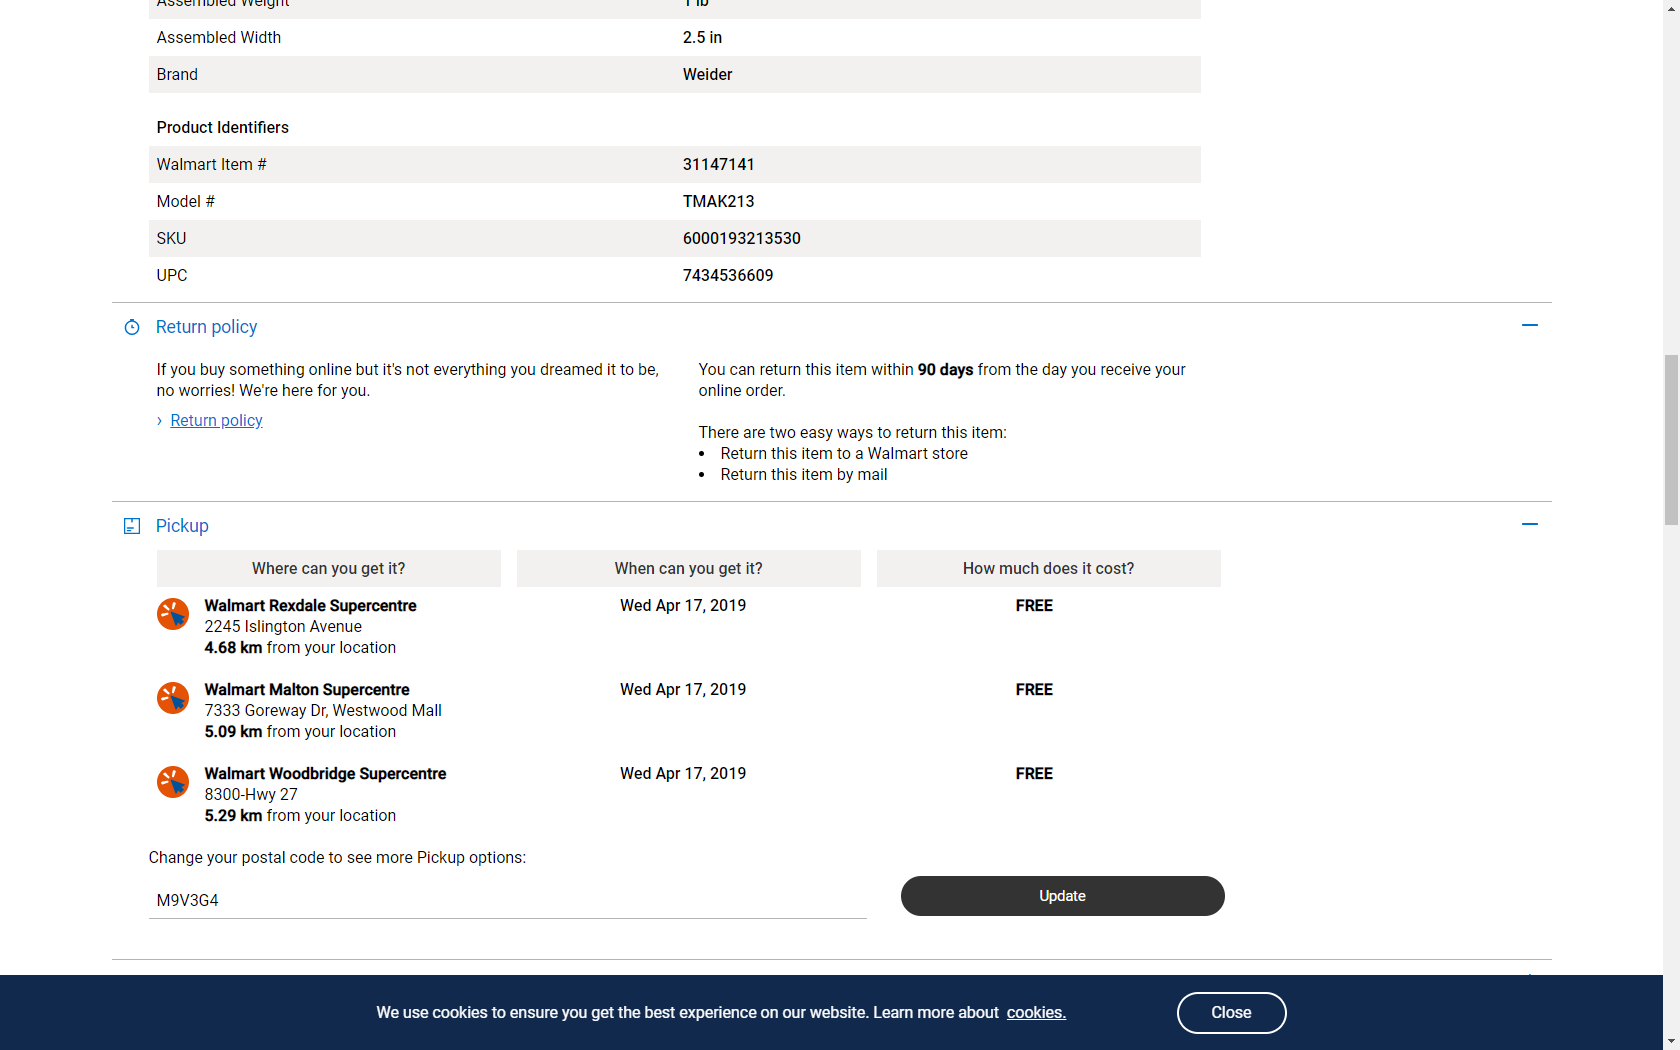 Assembled Weight 1 lb
Assembled Width 2.5 in
Brand Weider
Product Identifiers
Walmart Item # 31147141
Model # TMAK213
SKU 6000193213530
UPC 7434536609
Return policy
If you buy something online but it's not everything you dreamed it to be,
no worries! We're here for you.
› Return policy
You can return this item within 90 days from the day you receive your
online order.
There are two easy ways to return this item:
• Return this item to a Walmart store
• Return this item by mail
Pickup
Where can you get it? When can you get it? How much does it cost?
Walmart Rexdale Supercentre Wed Apr 17, 2019 FREE
2245 Islington Avenue
4.68 km from your location
Walmart Malton Supercentre Wed Apr 17, 2019 FREE
7333 Goreway Dr, Westwood Mall
5.09 km from your location
Walmart Woodbridge Supercentre Wed Apr 17, 2019 FREE
8300-Hwy 27
5.29 km from your location
Change your postal code to see more Pickup options:
M9V3G4 Update
We use cookies to ensure you get the best experience on our website. Learn more about cookies. Close